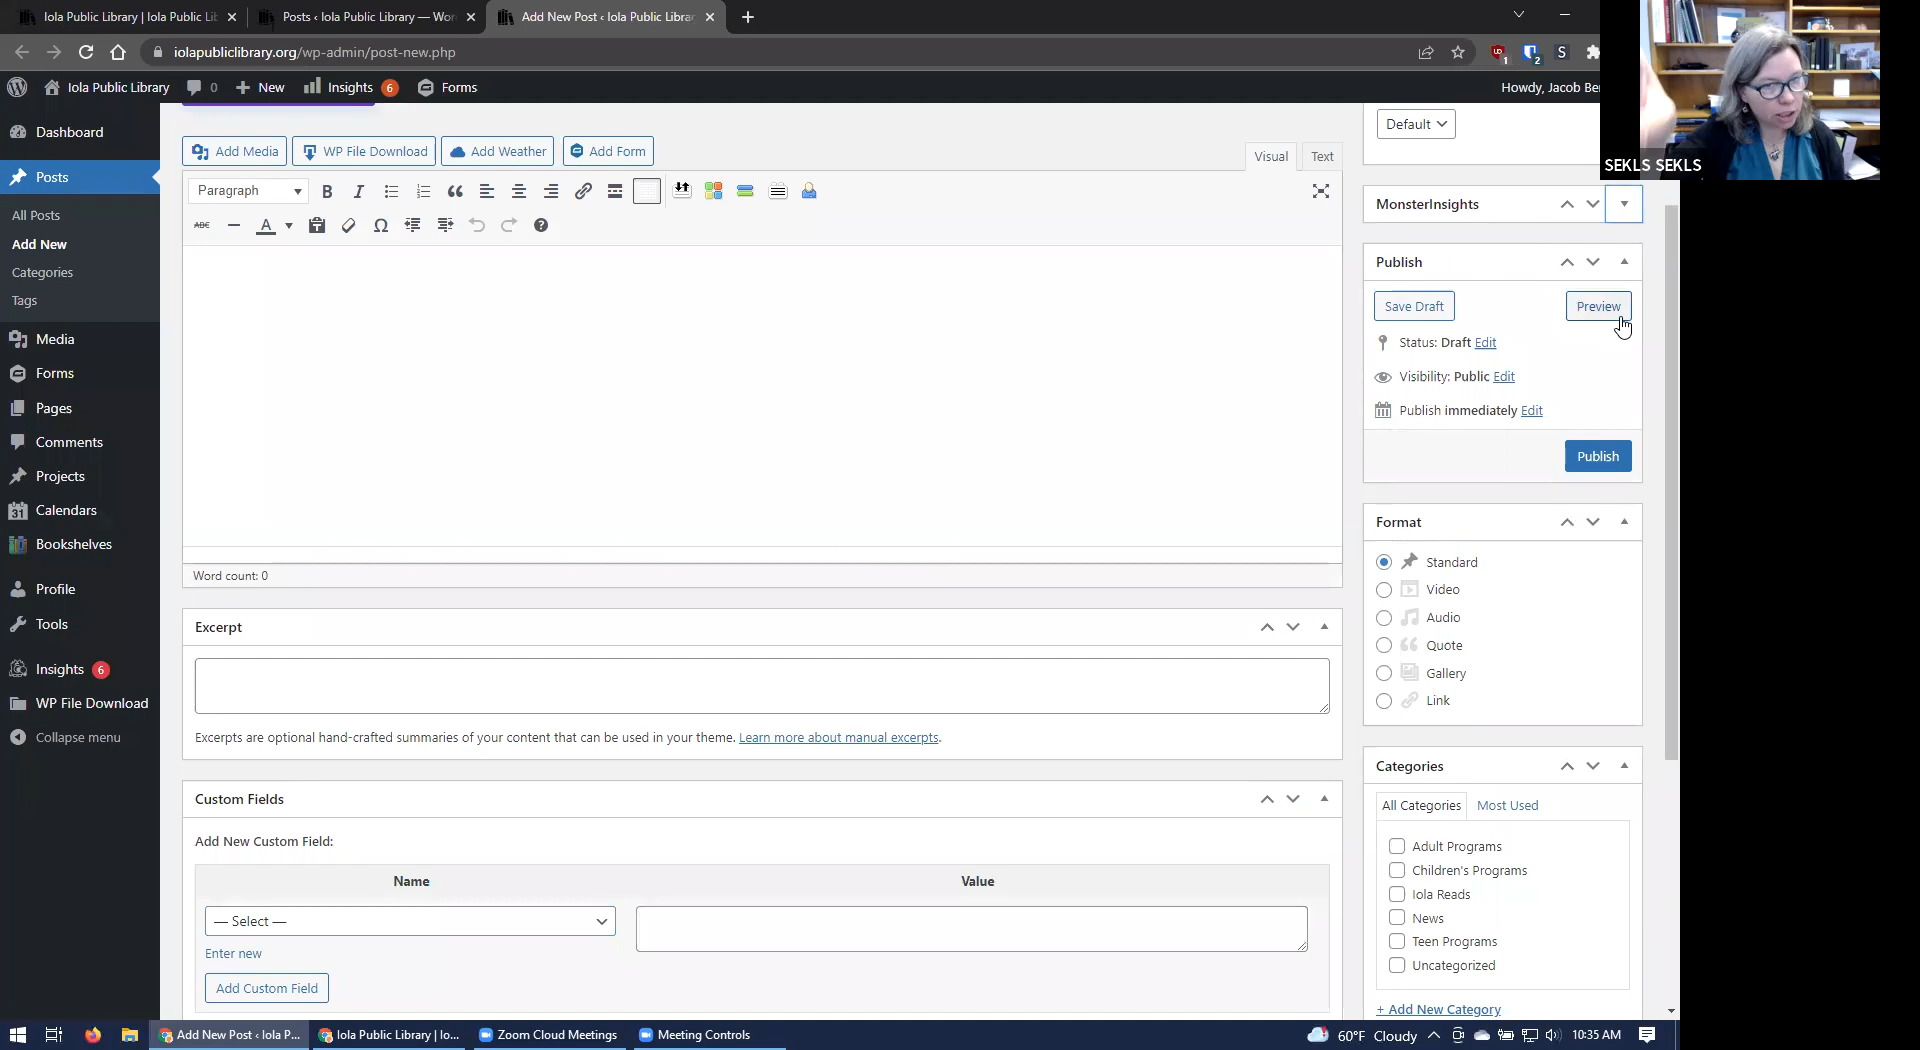 Iola Public Library | Iola Public Lib
Posts ‹ Iola Public Library — Wor
Add New Post ‹ Iola Public Librar
iolapubliclibrary.org/wp-admin/post-new.php
S
1
2
Iola Public Library
0
New
Insights 6
Forms
Howdy, Jacob Be
SEKLS SEKLS
Dashboard
Posts
All Posts
Add New
Categories
Tags
Media
Forms
Pages
Comments
Projects
31 Calendars
Bookshelves
Profile
Tools
Insights 6
WP File Download
Collapse menu
Add Media
WP File Download
Add Weather
Add Form
Visual
Text
Paragraph
B
I
ABC
A
Ω
Word count: 0
Excerpt
Excerpts are optional hand-crafted summaries of your content that can be used in your theme. Learn more about manual excerpts.
Custom Fields
Add New Custom Field:
Name
Value
— Select —
Enter new
Add Custom Field
Default
MonsterInsights
Publish
Save Draft
Preview
Status: Draft Edit
Visibility: Public Edit
Publish immediately Edit
Publish
Format
Standard
Video
Audio
Quote
Gallery
Link
Categories
All Categories
Most Used
Adult Programs
Children's Programs
Iola Reads
News
Teen Programs
Uncategorized
+ Add New Category
Add New Post ‹ Iola P...
Iola Public Library | Io...
Zoom Cloud Meetings
Meeting Controls
60°F Cloudy
10:35 AM